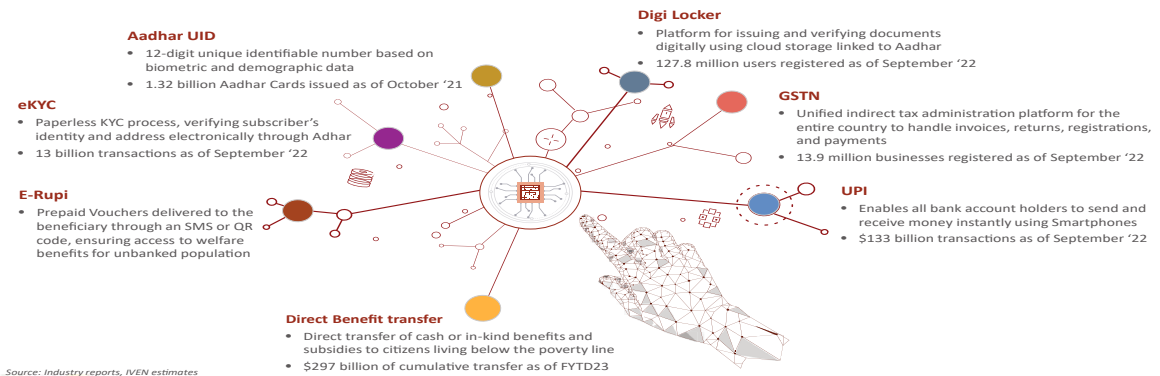 Digi Locker
• Platform for issuing and verifying documents
digitally using cloud storage linked to Aadhar
• 127.8 million users registered as of September ‘22
Aadhar UID
• 12-digit unique identifiable number based on
biometric and demographic data
• 1.32 billion Aadhar Cards issued as of October ‘21
eKYC
• Paperless KYC process, verifying subscriber’s
identity and address electronically through Adhar
• 13 billion transactions as of September ‘22
GSTN
• Unified indirect tax administration platform for the
entire country to handle invoices, returns, registrations,
and payments
• 13.9 million businesses registered as of September ‘22
E-Rupi
• Prepaid Vouchers delivered to the
beneficiary through an SMS or QR
code, ensuring access to welfare
benefits for unbanked population
UPI
• Enables all bank account holders to send and
receive money instantly using Smartphones
• $133 billion transactions as of September ‘22
Direct Benefit transfer
• Direct transfer of cash or in-kind benefits and
subsidies to citizens living below the poverty line
• $297 billion of cumulative transfer as of FYTD23
Source: Industry reports, IVEN estimates